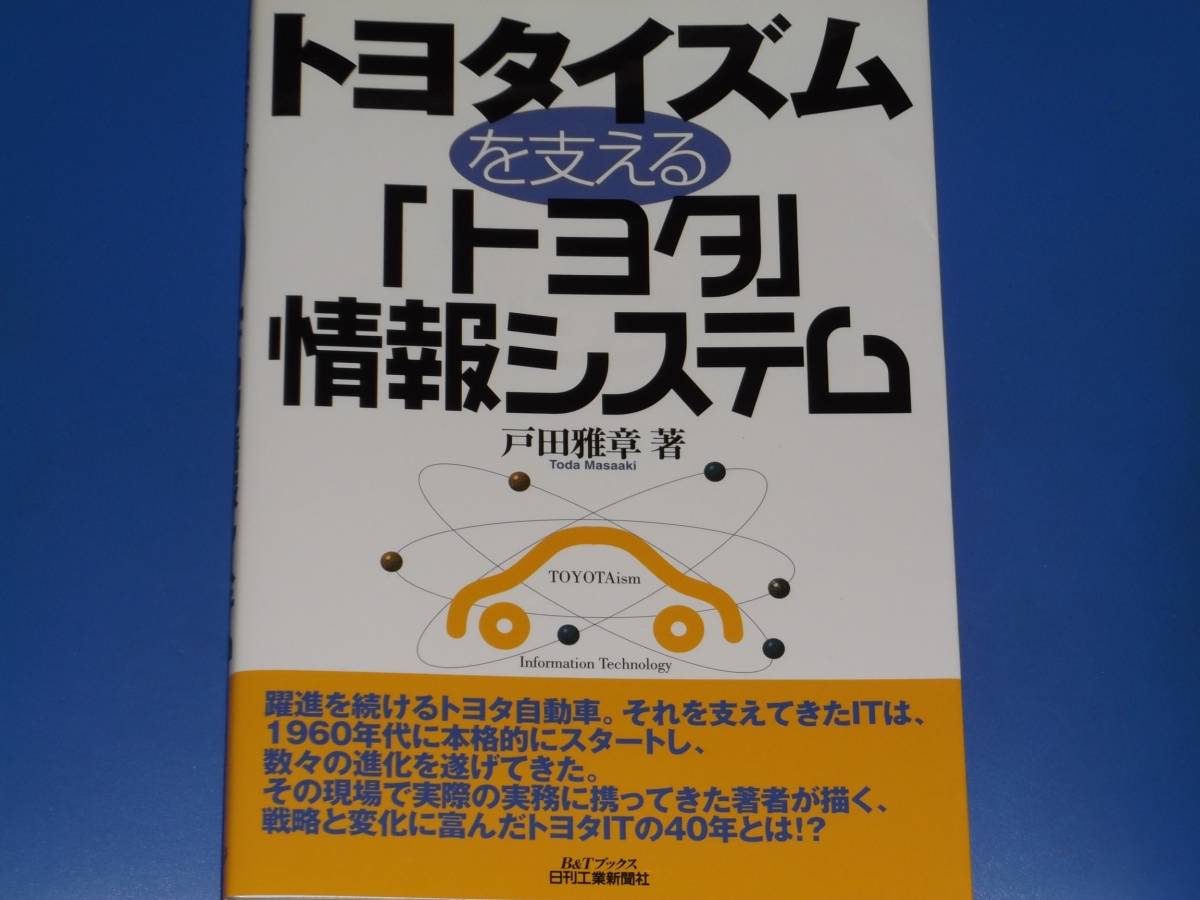 トヨタイズム
を支える
「トヨタ」
情報システム
戸田雅章 著
Toda Masaaki
TOYOTAism
Information Technology
躍進を続けるトヨタ自動車。それを支えてきたITは、
1960年代に本格的にスタートし、
数々の進化を遂げてきた。
その現場で実際の実務に携ってきた著者が描く、
戦略と変化に富んだトヨタITの40年とは!?
B&Tブックス
日刊工業新聞社